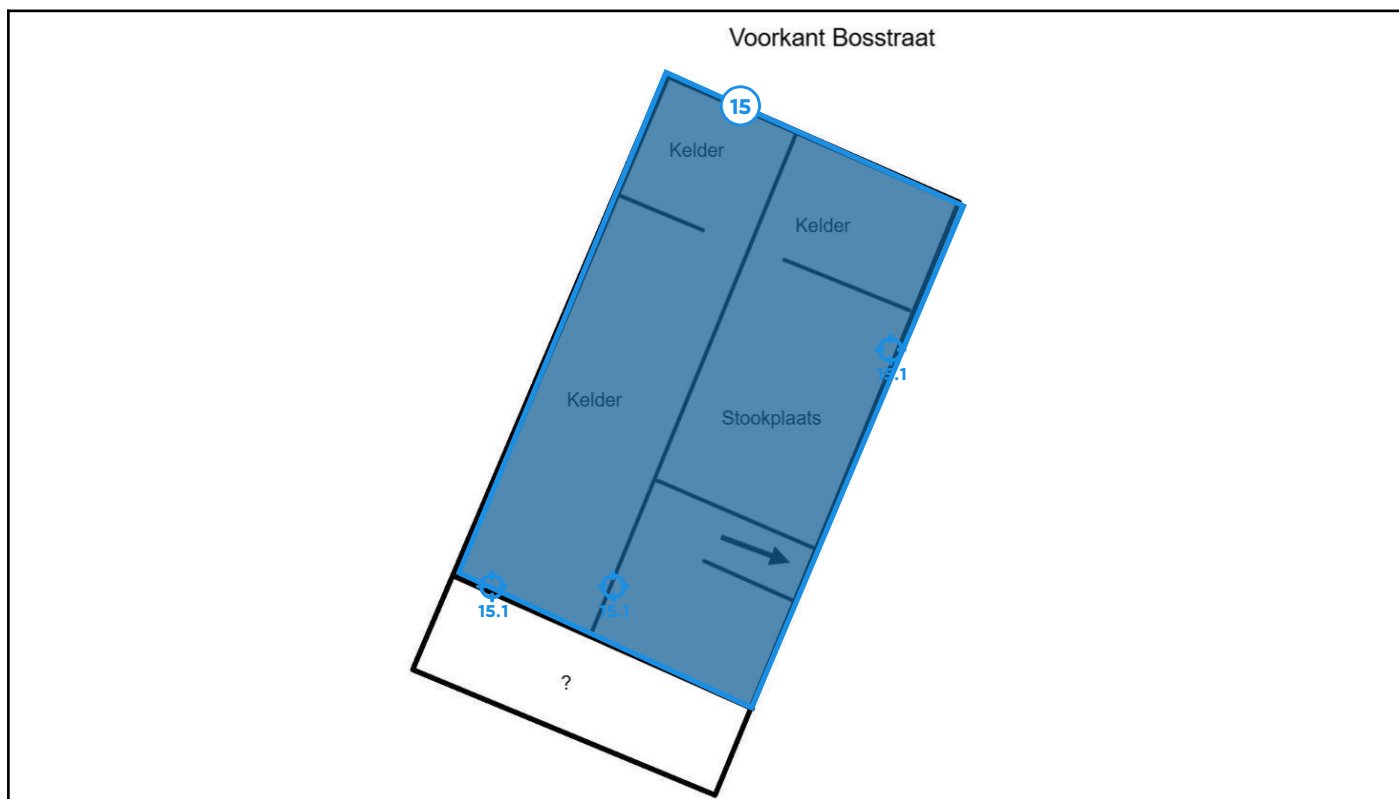 Voorkant Bosstraat
15
Kelder
Kelder
15.1
Kelder
Stookplaats
15.1
15.1
?